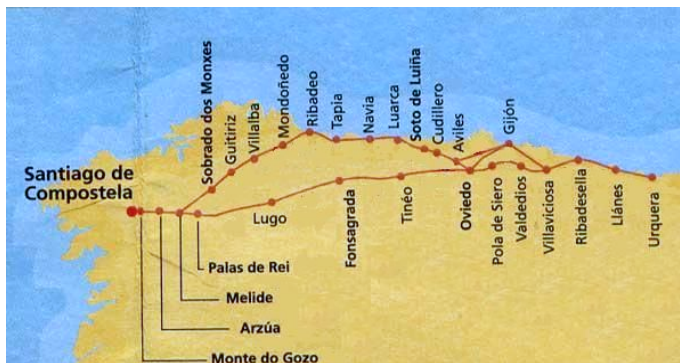 Sobrado dos Monxes
Guitiriz
Villalba
Mondoñedo
Ribadeo
Tapia
Navia
Luarca
Soto de Luiña
Cudillero
Aviles
Gijón
Santiago de
Compostela
Lugo
Fonsagrada
Tinéo
Oviedo
Pola de Siero
Valdedios
Villaviciosa
Ribadesella
Llánes
Urquera
Palas de Rei
Melide
Arzúa
Monte do Gozo